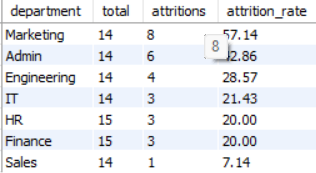 department total attritions attrition_rate
Marketing 14 8 57.14
Admin 14 6 42.86
8
Engineering 14 4 28.57
IT 14 3 21.43
HR 15 3 20.00
Finance 15 3 20.00
Sales 14 1 7.14